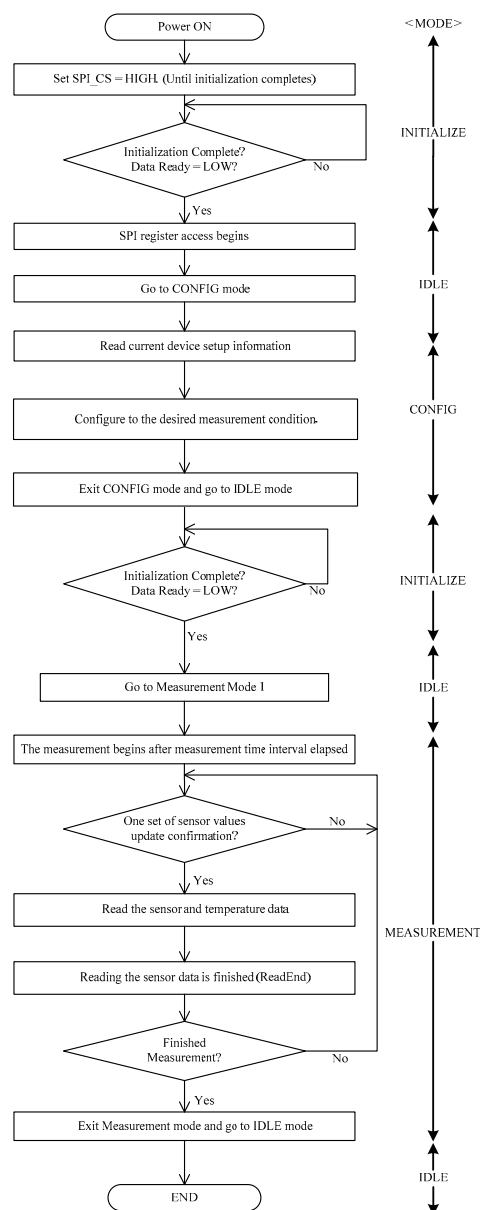 Power ON
<MODE>
Set SPI_CS = HIGH. (Until initialization completes)
INITIALIZE
Initialization Complete?
Data Ready = LOW?
No
Yes
SPI register access begins
IDLE
Go to CONFIG mode
Read current device setup information
CONFIG
Configure to the desired measurement condition.
Exit CONFIG mode and go to IDLE mode
Initialization Complete?
Data Ready = LOW?
No
INITIALIZE
Yes
Go to Measurement Mode I
IDLE
The measurement begins after measurement time interval elapsed
One set of sensor values
update confirmation?
No
Yes
Read the sensor and temperature data
MEASUREMENT
Reading the sensor data is finished (ReadEnd)
Finished
Measurement?
No
Yes
Exit Measurement mode and go to IDLE mode
IDLE
END